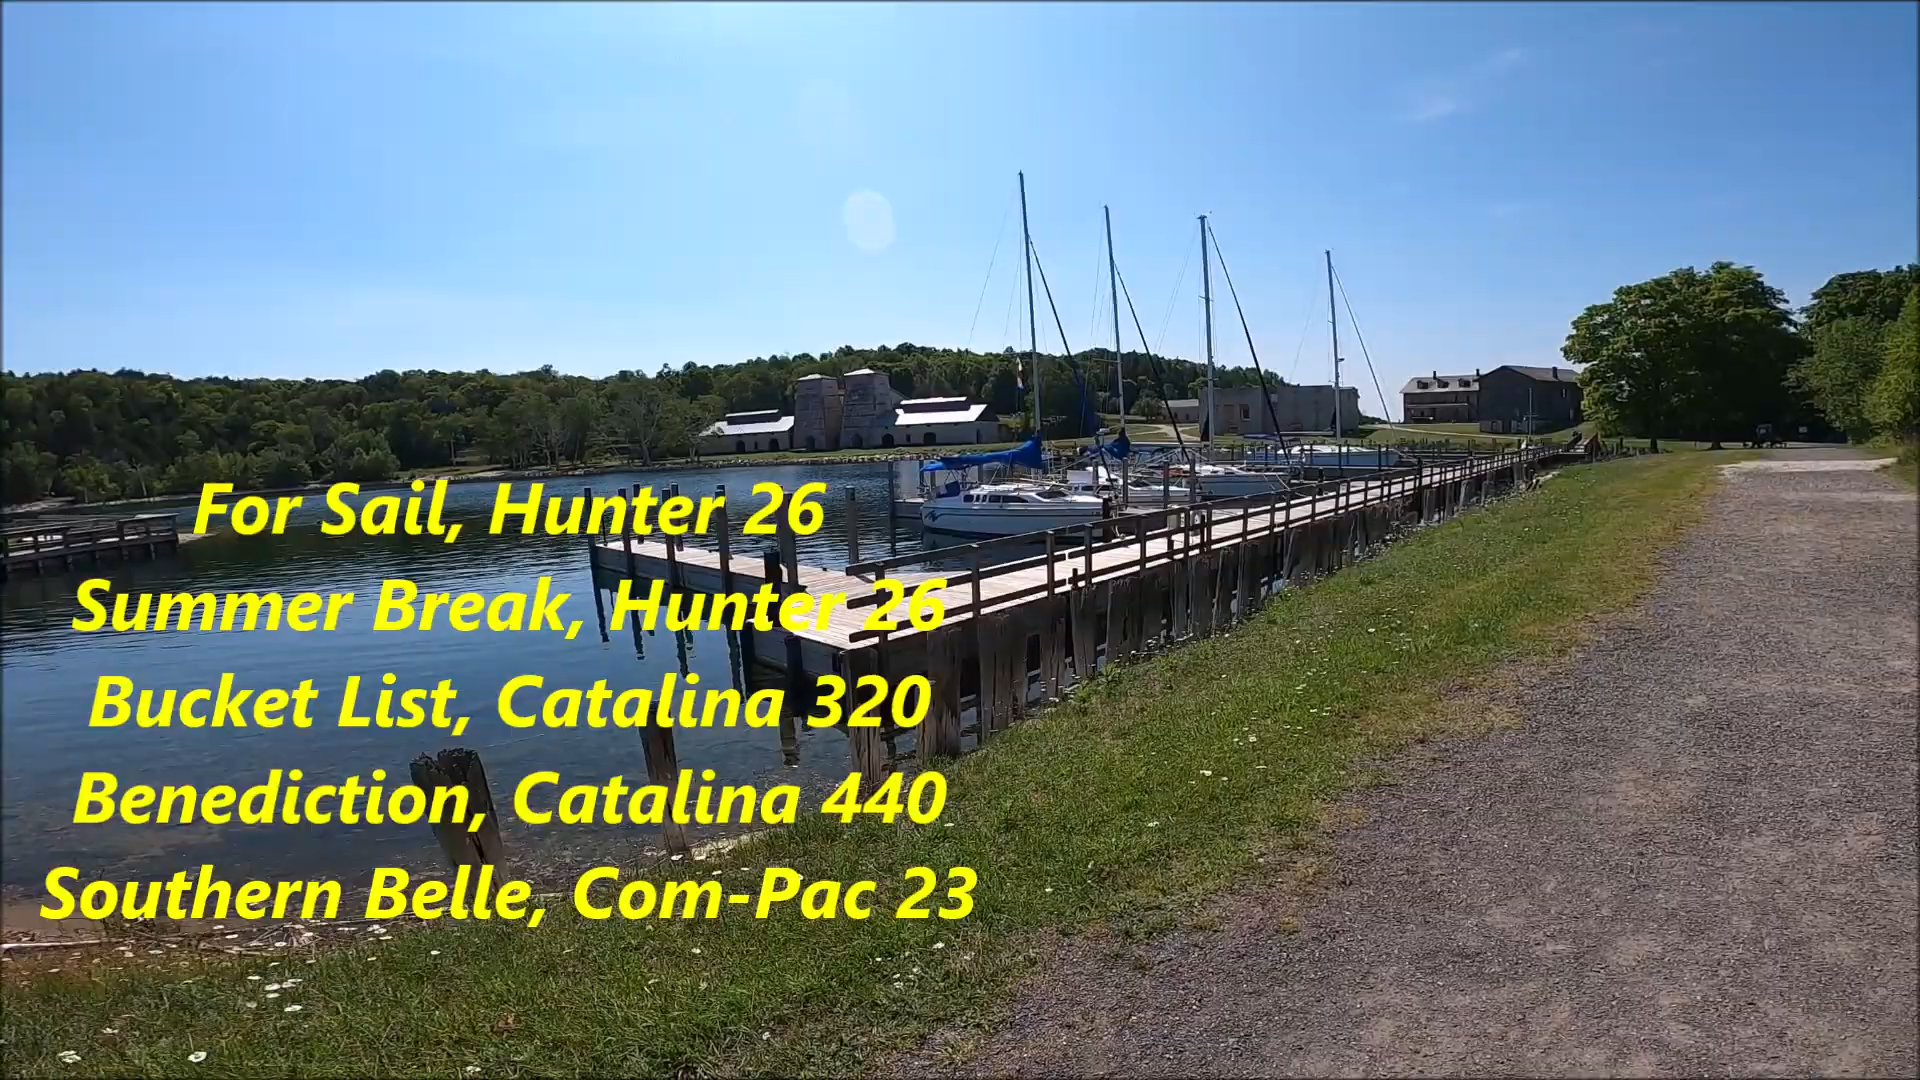 For Sail, Hunter 26
Summer Break, Hunter 26
Bucket List, Catalina 320
Benediction, Catalina 440
Southern Belle, Com-Pac 23